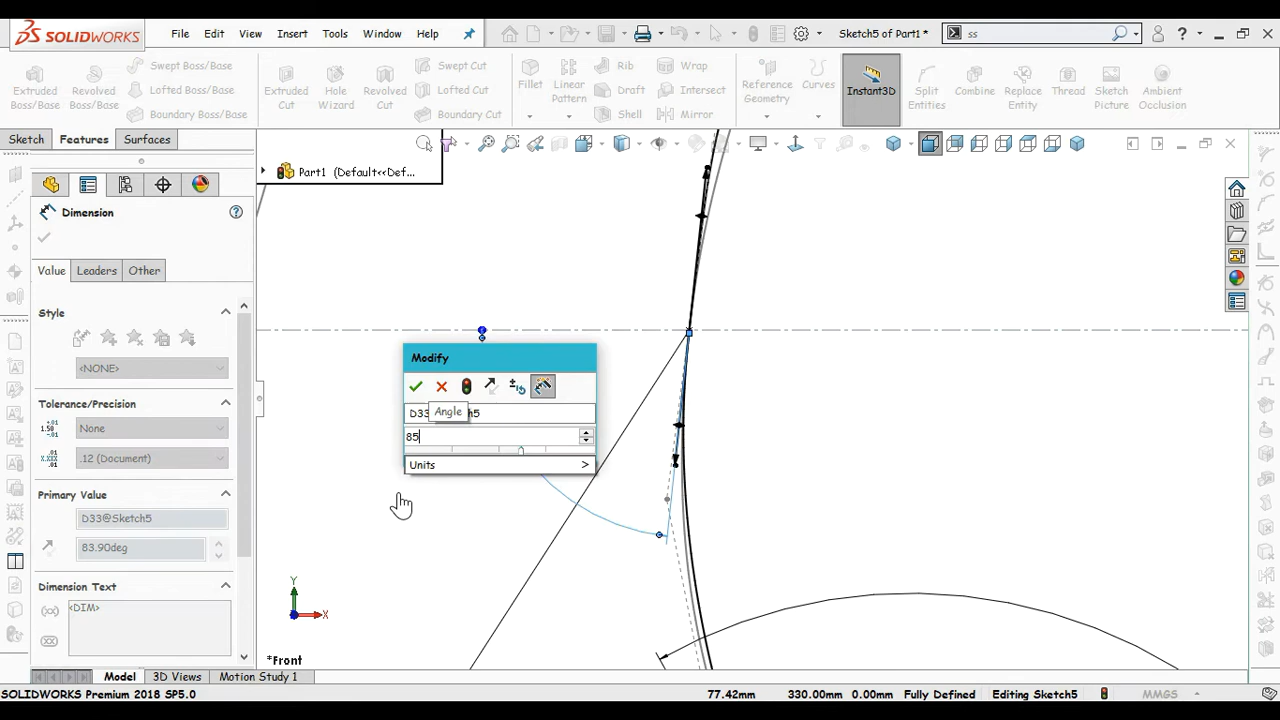 SOLIDWORKS File Edit View Insert Tools Window Help Sketch5 of Part1 * ss ?
Extruded Boss/Base
Revolved Boss/Base
Swept Boss/Base
Lofted Boss/Base
Boundary Boss/Base
Extruded Cut
Hole Wizard
Revolved Cut
Swept Cut
Lofted Cut
Boundary Cut
Fillet
Linear Pattern
Rib
Draft
Shell
Wrap
Intersect
Mirror
Reference Geometry
Curves
Instant3D
Split Entities
Combine
Replace Entity
Thread
Sketch Picture
Ambient Occlusion
Sketch Features Surfaces
Part1 (Default<<Def...
Dimension
Value Leaders Other
Style
<NONE>
Tolerance/Precision
None
.12 (Document)
Primary Value
D33@Sketch5
83.90deg
Dimension Text
<DIM>
Modify
D33 h5
Angle
85
Units >
Y
X
*Front
Model 3D Views Motion Study 1
SOLIDWORKS Premium 2018 SP5.0 77.42mm 330.00mm 0.00mm Fully Defined Editing Sketch5 MMGS